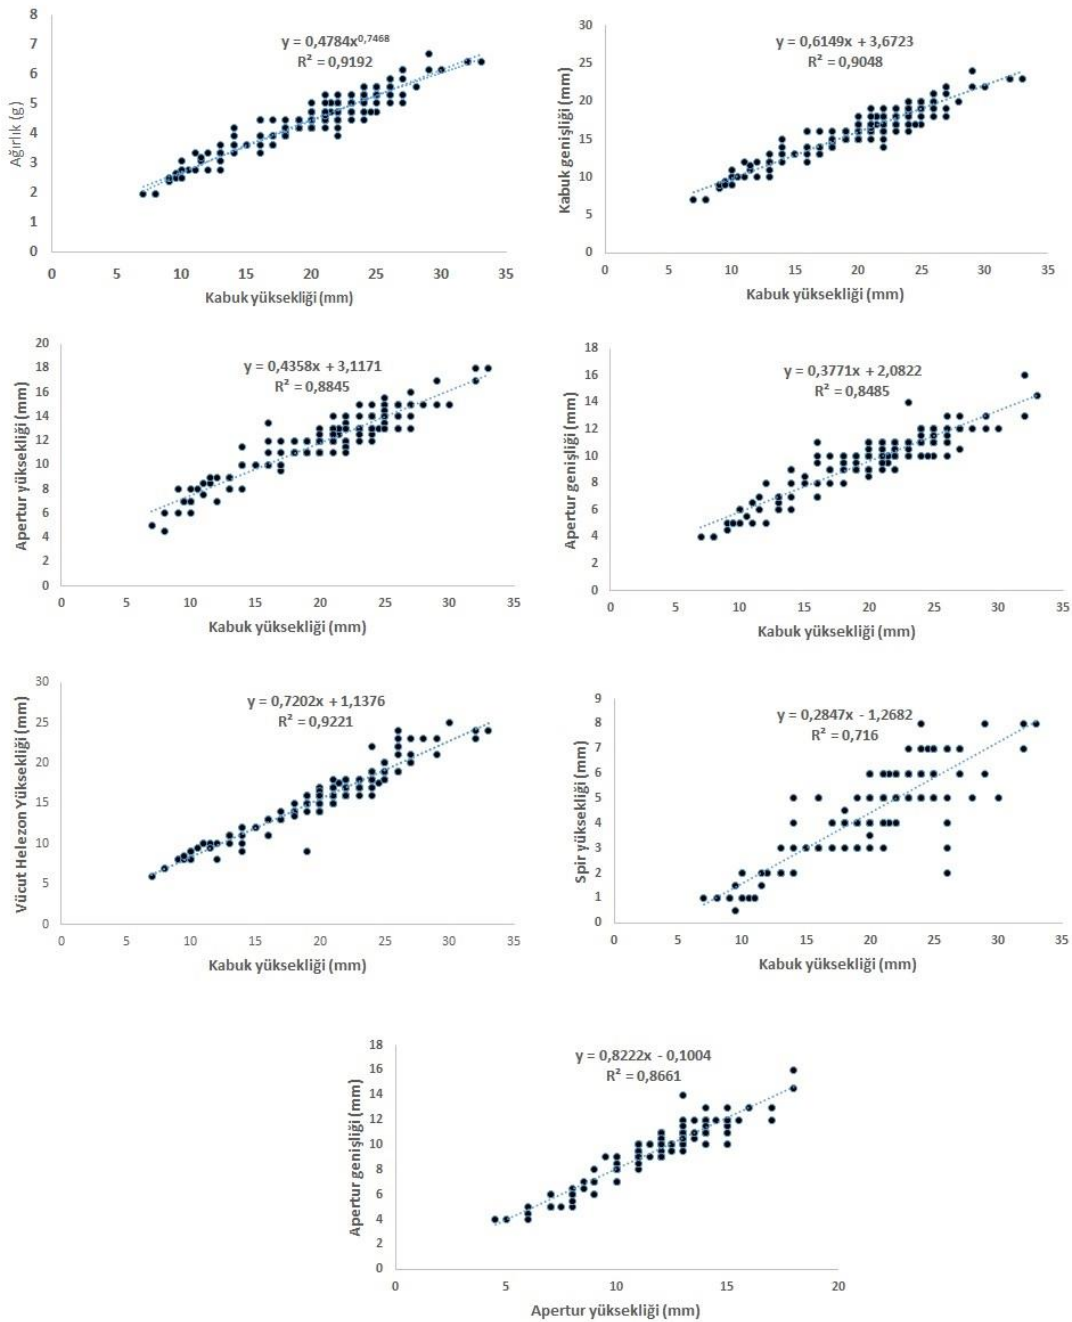 y = 0,4784x^0,7468
R² = 0,9192
Ağırlık (g)
8
7
6
5
4
3
2
1
0
0 5 10 15 20 25 30 35
Kabuk yüksekliği (mm)
y = 0,6149x + 3,6723
R² = 0,9048
Kabuk genişliği (mm)
30
25
20
15
10
5
0
0 5 10 15 20 25 30 35
Kabuk yüksekliği (mm)
y = 0,4358x + 3,1171
R² = 0,8845
Apertur yüksekliği (mm)
20
18
16
14
12
10
8
6
4
2
0
0 5 10 15 20 25 30 35
Kabuk yüksekliği (mm)
y = 0,3771x + 2,0822
R² = 0,8485
Apertur genişliği (mm)
18
16
14
12
10
8
6
4
2
0
0 5 10 15 20 25 30 35
Kabuk yüksekliği (mm)
y = 0,7202x + 1,1376
R² = 0,9221
Vücut Helezon Yüksekliği (mm)
30
25
20
15
10
5
0
0 5 10 15 20 25 30 35
Kabuk yüksekliği (mm)
y = 0,2847x - 1,2682
R² = 0,716
Spir yüksekliği (mm)
9
8
7
6
5
4
3
2
1
0
0 5 10 15 20 25 30 35
Kabuk yüksekliği (mm)
y = 0,8222x - 0,1004
R² = 0,8661
Apertur genişliği (mm)
18
16
14
12
10
8
6
4
2
0
0 5 10 15 20
Apertur yüksekliği (mm)